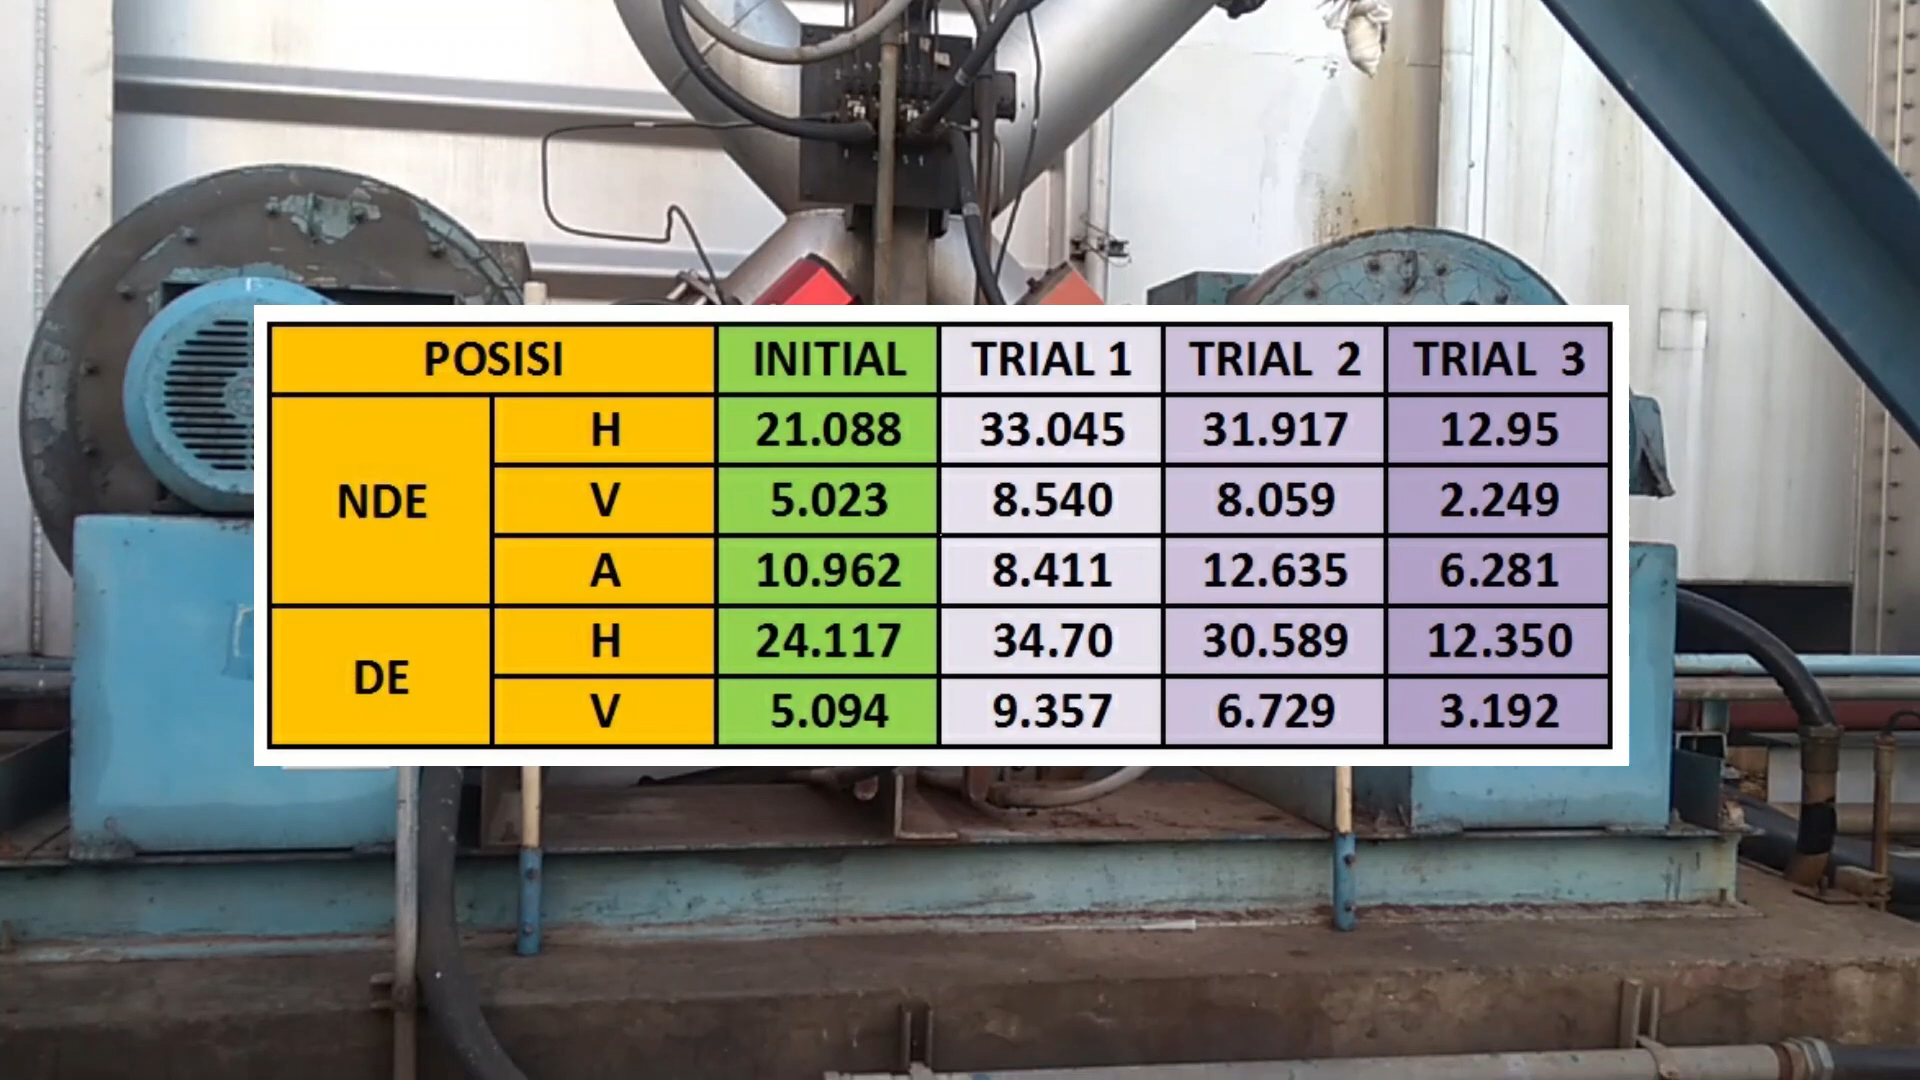 POSISI INITIAL TRIAL 1 TRIAL 2 TRIAL 3
NDE H 21.088 33.045 31.917 12.95
V 5.023 8.540 8.059 2.249
A 10.962 8.411 12.635 6.281
DE H 24.117 34.70 30.589 12.350
V 5.094 9.357 6.729 3.192